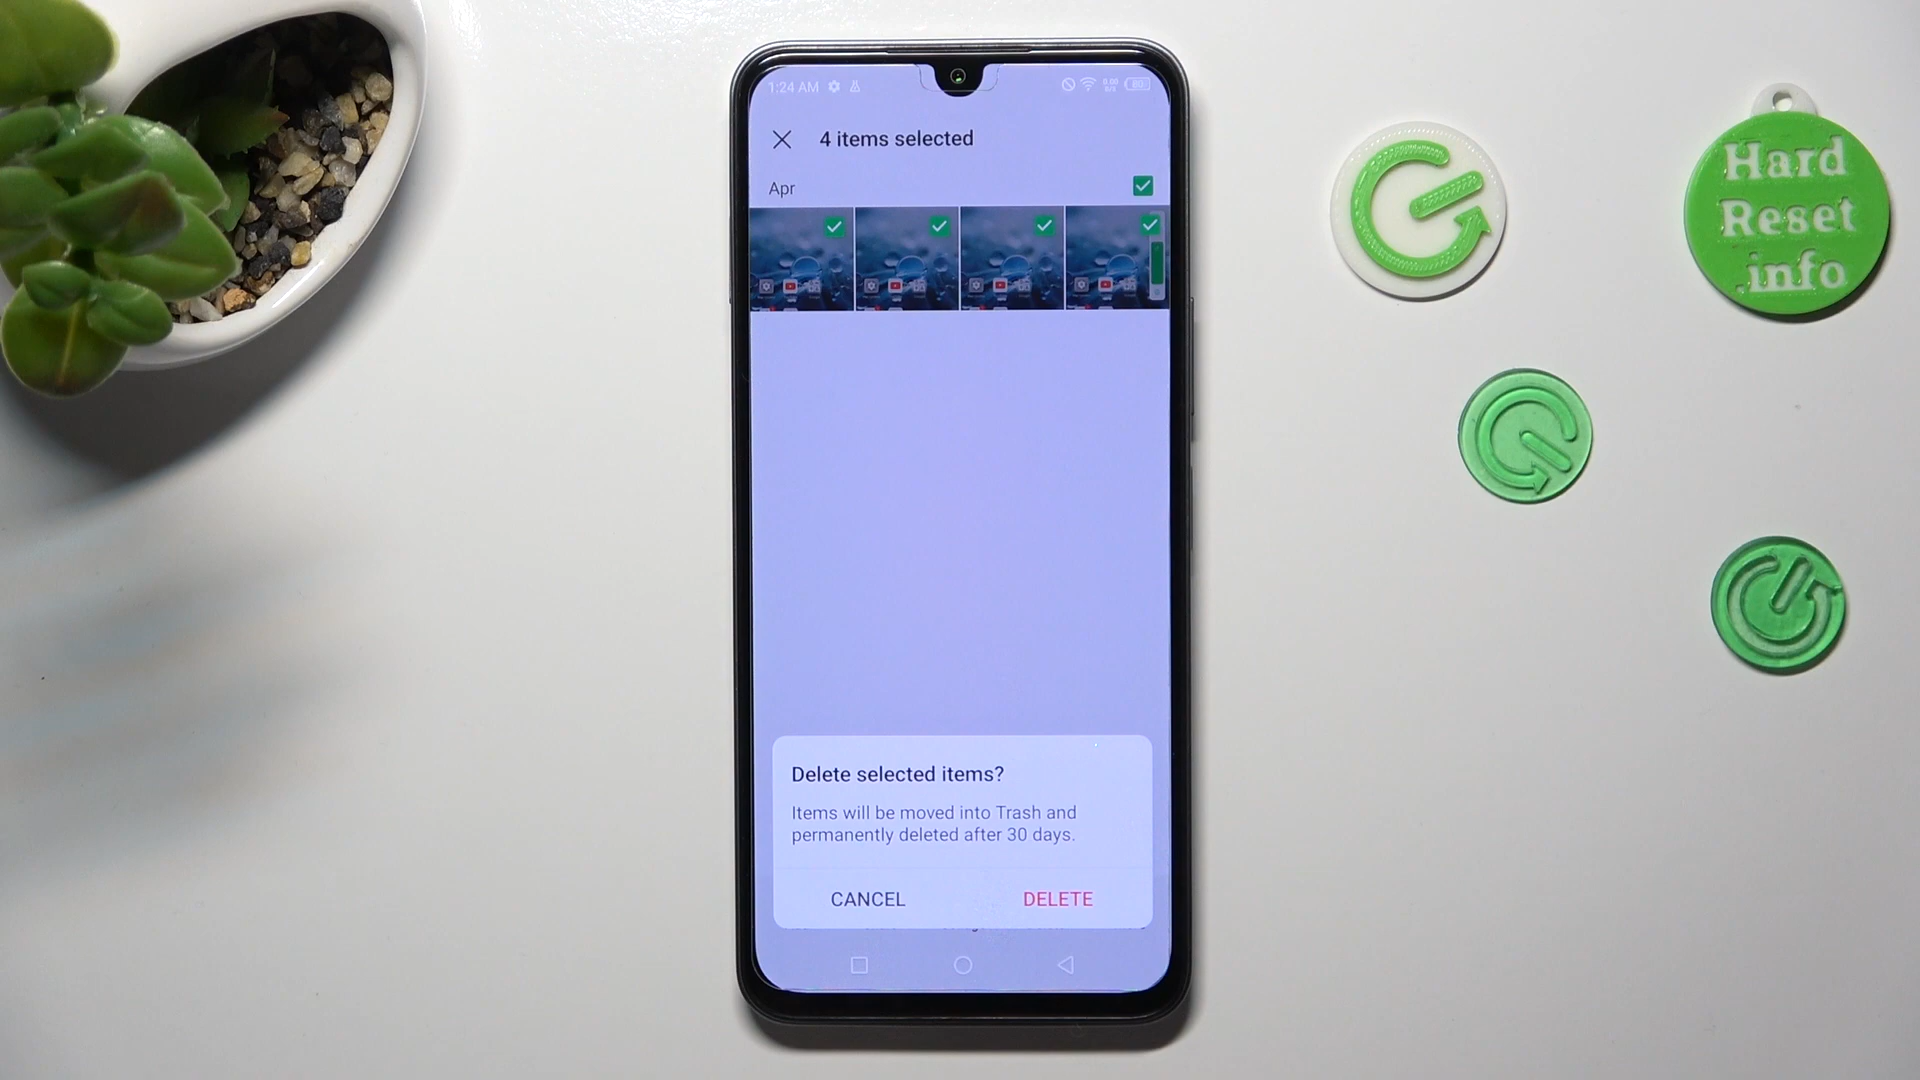 1:24 AM
4 items selected
Apr
Delete selected items?
Items will be moved into Trash and
permanently deleted after 30 days.
CANCEL
DELETE
Hard
Reset
.info